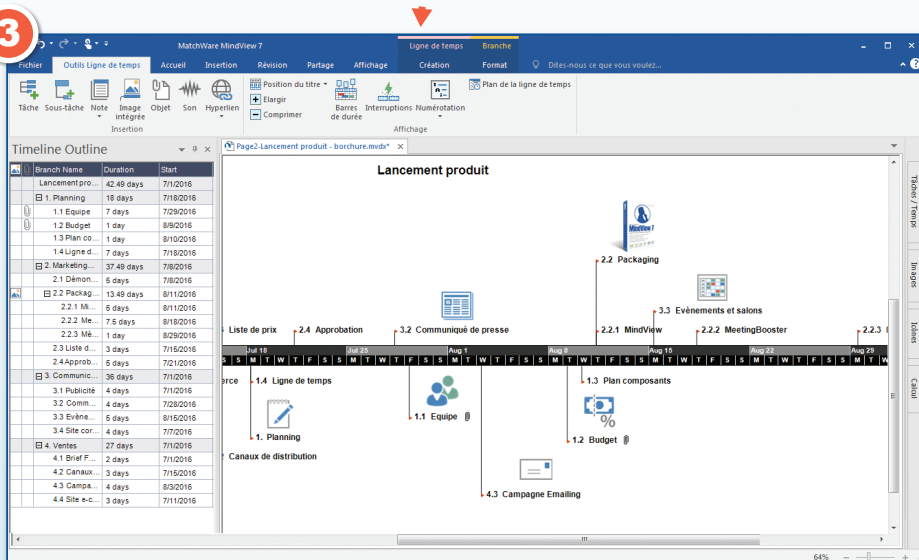 3
MatchWare MindView 7
Ligne de temps
Branche
Fichier
Outils Ligne de temps
Accueil
Insertion
Révision
Partage
Affichage
Création
Format
Dites-nous ce que vous voulez...
Tâche
Sous-tâche
Note
Image
intégrée
Objet
Son
Hyperlien
Insertion
Position du titre
Elargir
Comprimer
Barres
de durée
Interruptions
Numérotation
Plan de la ligne de temps
Affichage
Timeline Outline
Branch Name Duration Start
Lancement pro... 42.49 days 7/1/2016
1. Planning 18 days 7/18/2016
1.1 Equipe 7 days 7/29/2016
1.2 Budget 1 day 8/9/2016
1.3 Plan co... 1 day 8/10/2016
1.4 Ligne d... 7 days 7/18/2016
2. Marketing... 37.49 days 7/8/2016
2.1 Démon... 5 days 7/8/2016
2.2 Packag... 13.49 days 8/11/2016
2.2.1 Mi... 5 days 8/11/2016
2.2.2 Me... 7.5 days 8/18/2016
2.2.3 Mê... 1 day 8/29/2016
2.3 Liste d... 3 days 7/15/2016
2.4 Approb... 5 days 7/21/2016
3. Communic... 36 days 7/1/2016
3.1 Publicité 4 days 7/1/2016
3.2 Comm... 4 days 7/28/2016
3.3 Evène... 5 days 8/15/2016
3.4 Site cor... 4 days 7/7/2016
4. Ventes 27 days 7/1/2016
4.1 Brief F... 2 days 7/1/2016
4.2 Canaux... 3 days 7/15/2016
4.3 Campa... 4 days 8/3/2016
4.4 Site e-c... 3 days 7/11/2016
Page2-Lancement produit - borchure.mvdx*
Lancement produit
MindView 7
2.2 Packaging
3.3 Evènements et salons
Liste de prix
2.4 Approbation
3.2 Communiqué de presse
2.2.1 MindView
2.2.2 MeetingBooster
2.2.3
Jul 18 Jul 25 Aug 1 Aug 8 Aug 15 Aug 22 Aug 29
S S M T W T F S S M T W T F S S M T W T F S S M T W T F S S M T W T F S S M T W T F S S M T W
erce
1.4 Ligne de temps
1.3 Plan composants
1.1 Equipe
1. Planning
1.2 Budget
Canaux de distribution
4.3 Campagne Emailing
Tâches / Temps
Images
Icônes
Calcul
64%